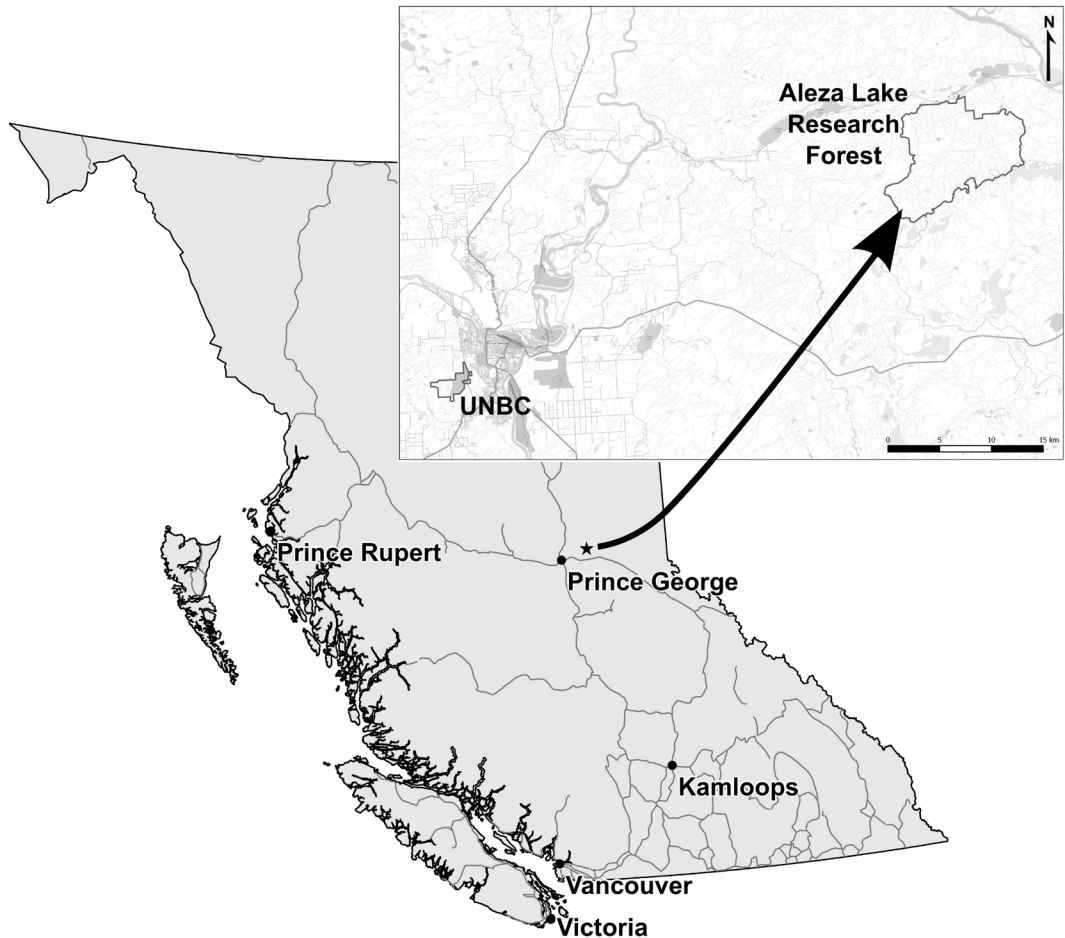 N
Aleza Lake
Research
Forest
UNBC
0 5 10 15 km
Prince Rupert
Prince George
Kamloops
Vancouver
Victoria